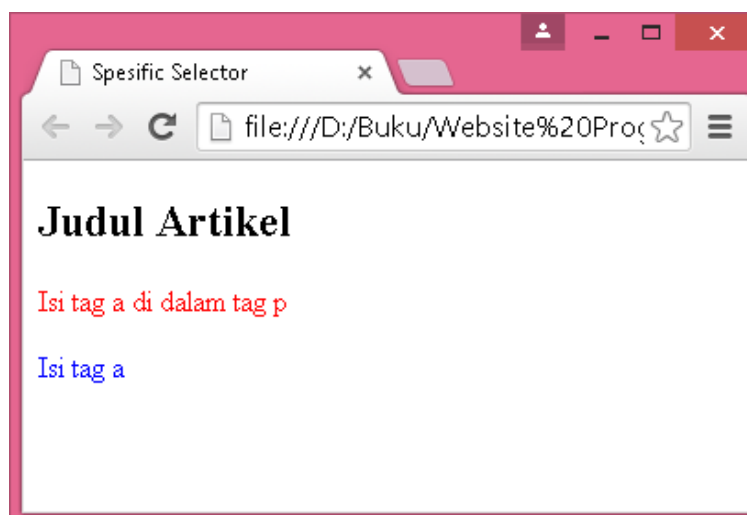 Spesific Selector
file:///D:/Buku/Website%20Prog
Judul Artikel
Isi tag a di dalam tag p
Isi tag a